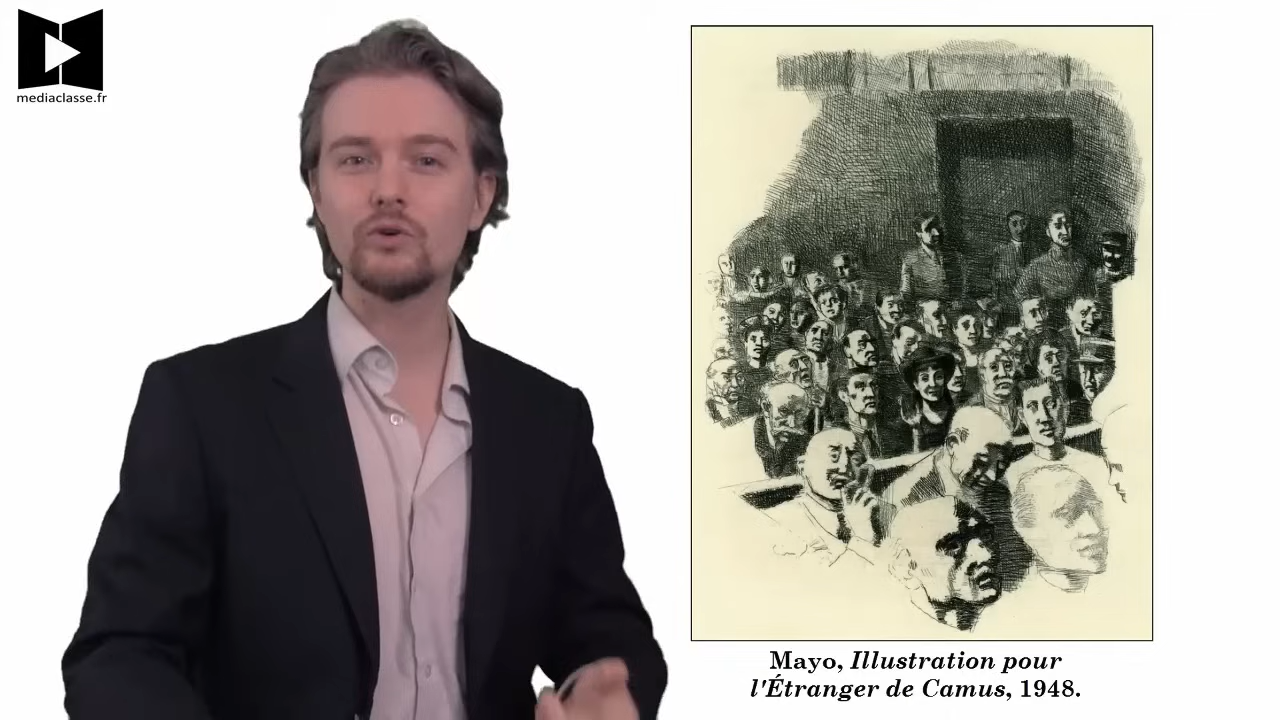 mediaclasse.fr
Mayo, Illustration pour
l'Étranger de Camus, 1948.